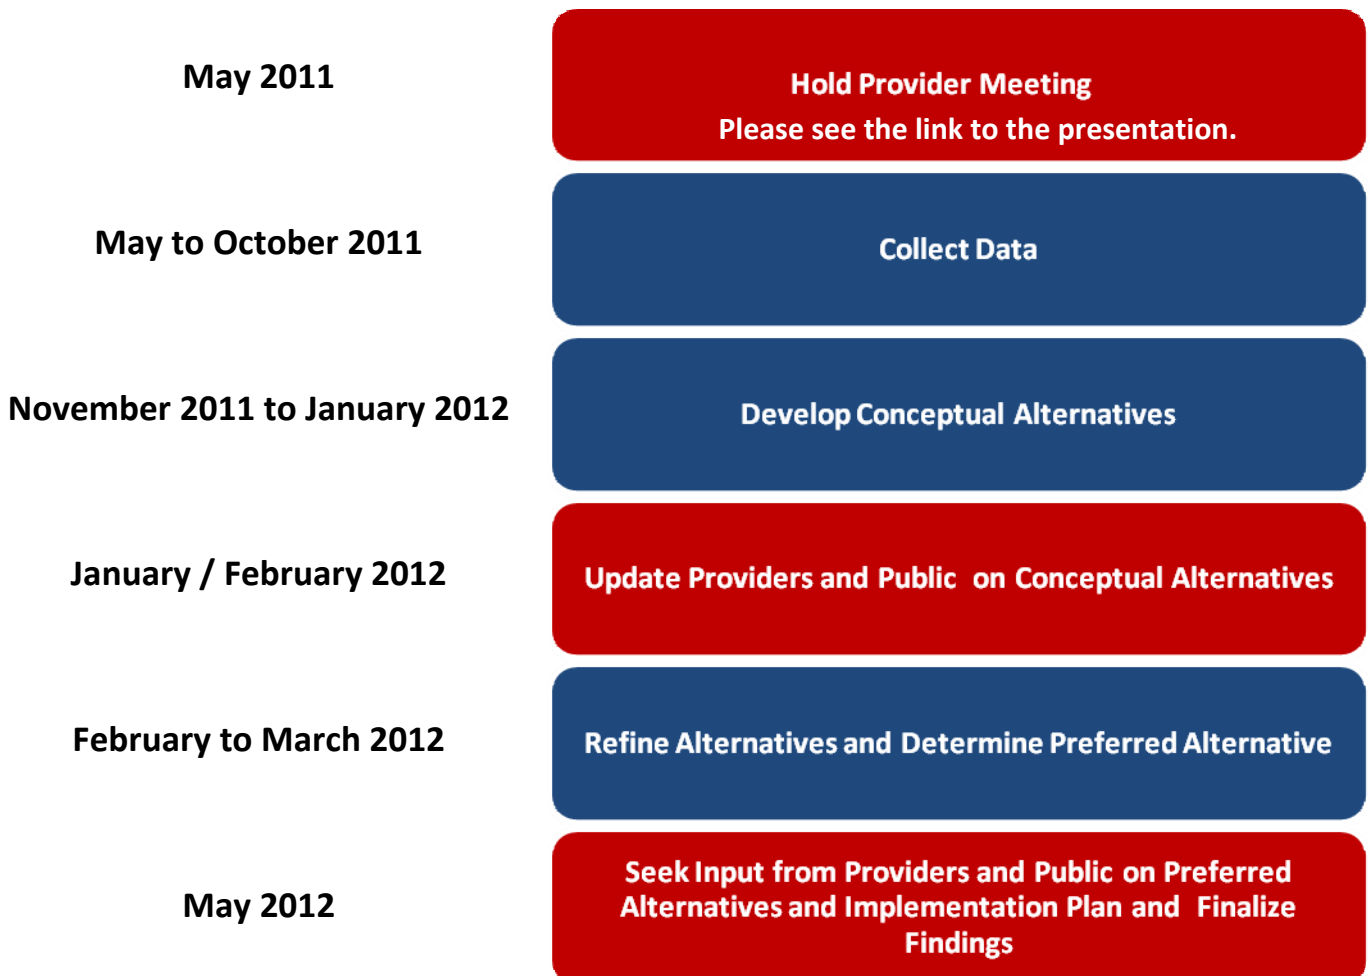 May 2011
Hold Provider Meeting
Please see the link to the presentation.
May to October 2011
Collect Data
November 2011 to January 2012
Develop Conceptual Alternatives
January / February 2012
Update Providers and Public on Conceptual Alternatives
February to March 2012
Refine Alternatives and Determine Preferred Alternative
May 2012
Seek Input from Providers and Public on Preferred
Alternatives and Implementation Plan and Finalize
Findings